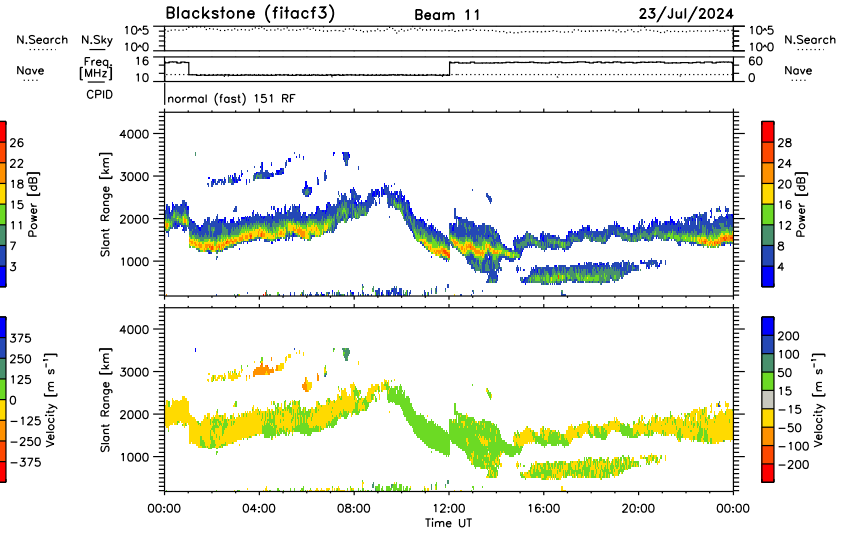 Blackstone (fitacf3) Beam 11 23/Jul/2024
N.Search N.Sky 10^5 10^0 10^5 10^0 N.Search
Nave Freq. [MHz] 16 10 60 0 Nave
CPID normal (fast) 151 RF
26 22 18 15 11 7 3 Power [dB]
Slant Range [km] 4000 3000 2000 1000
28 24 20 16 12 8 4 Power [dB]
375 250 125 0 -125 -250 -375 Velocity [m s⁻¹]
Slant Range [km] 4000 3000 2000 1000
200 100 50 15 -15 -50 -100 -200 Velocity [m s⁻¹]
00:00 04:00 08:00 12:00 16:00 20:00 00:00
Time UT